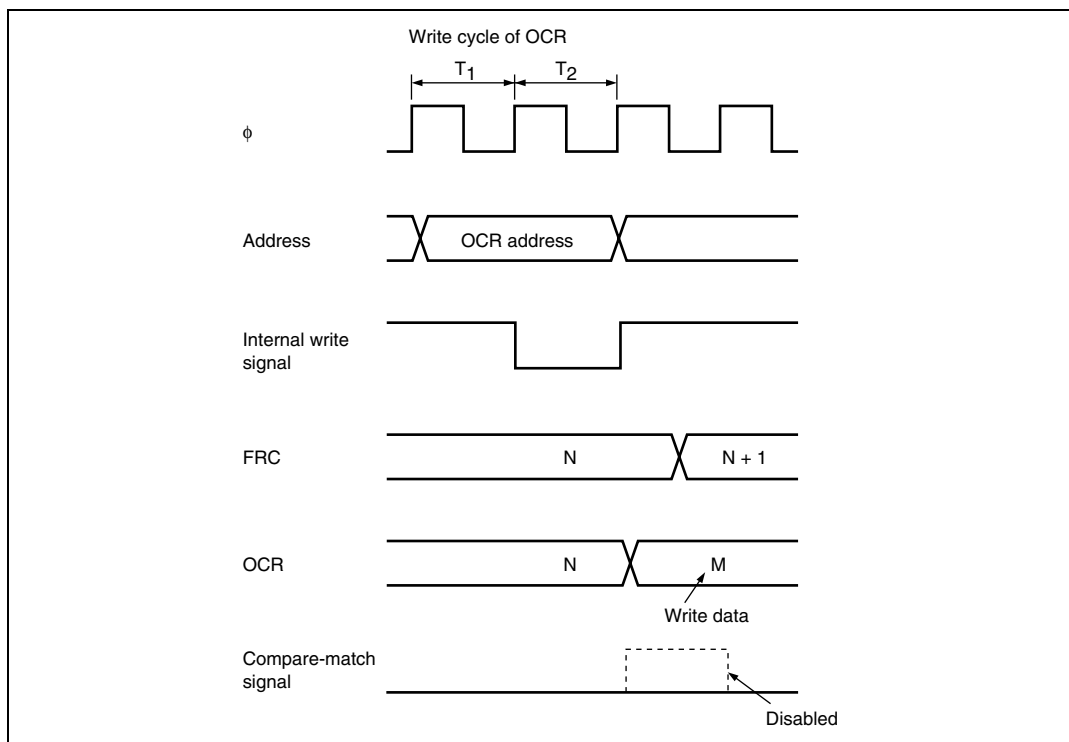 Write cycle of OCR
T1 T2
ϕ
Address
OCR address
Internal write
signal
FRC
N
N + 1
OCR
N
M
Write data
Compare-match
signal
Disabled